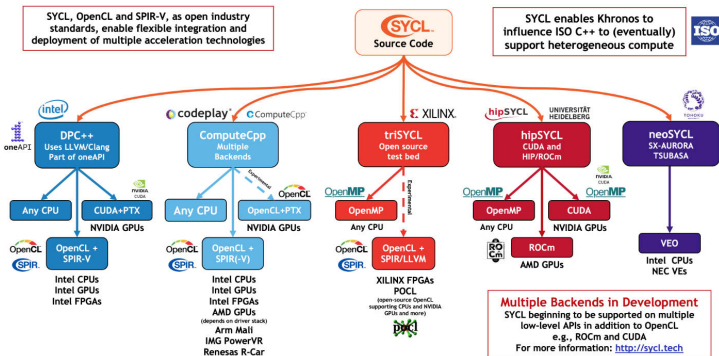 SYCL, OpenCL and SPIR-V, as open industry
standards, enable flexible integration and
deployment of multiple acceleration technologies
SYCL
Source Code
SYCL enables Khronos to
influence ISO C++ to (eventually)
support heterogeneous compute
ISO
oneAPI
intel
DPC++
Uses LLVM/Clang
Part of oneAPI
codeplay
ComputeCpp
ComputeCpp
Multiple
Backends
XILINX
triSYCL
Open source
test bed
hipSYCL
UNIVERSITÄT
HEIDELBERG
hipSYCL
CUDA and
HIP/ROCm
TOHOKU
neoSYCL
SX-AURORA
TSUBASA
Any CPU
NVIDIA
CUDA
CUDA+PTX
NVIDIA GPUs
OpenCL
SPIR
OpenCL +
SPIR-V
Intel CPUs
Intel GPUs
Intel FPGAs
Any CPU
Experimental
OpenCL
OpenCL+PTX
NVIDIA GPUs
OpenCL
SPIR
OpenCL +
SPIR(-V)
Intel CPUs
Intel GPUs
Intel FPGAs
AMD GPUs
(depends on driver stack)
Arm Mali
IMG PowerVR
Renesas R-Car
OpenMP
OpenMP
Any CPU
Experimental
OpenCL
SPIR
OpenCL +
SPIR/LLVM
XILINX FPGAs
POCL
(open-source OpenCL
supporting CPUs and NVIDIA
GPUs and more)
pocl
OpenMP
OpenMP
Any CPU
OpenMP
NVIDIA
CUDA
CUDA
NVIDIA GPUs
ROCm
ROCm
AMD GPUs
VEO
Intel CPUs
NEC VEs
Multiple Backends in Development
SYCL beginning to be supported on multiple
low-level APIs in addition to OpenCL
e.g., ROCm and CUDA
For more information: http://sycl.tech